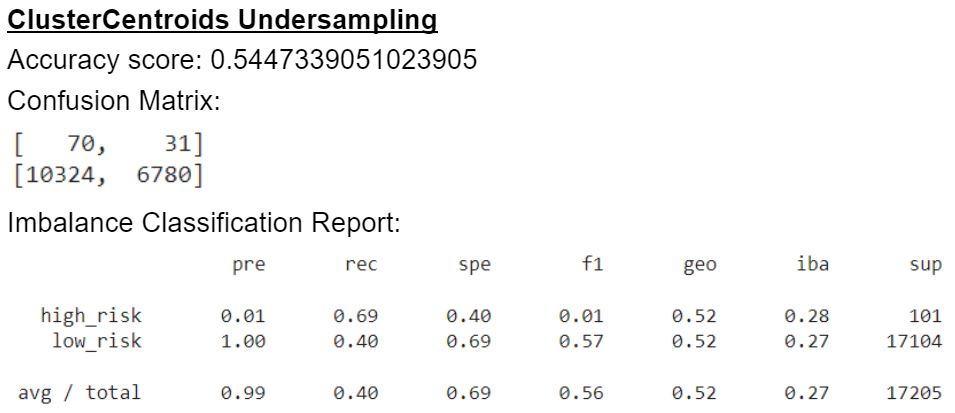 ClusterCentroids Undersampling
Accuracy score: 0.5447339051023905
Confusion Matrix:
[   70,    31]
[10324,  6780]
Imbalance Classification Report:
pre rec spe f1 geo iba sup
high_risk 0.01 0.69 0.40 0.01 0.52 0.28 101
low_risk 1.00 0.40 0.69 0.57 0.52 0.27 17104
avg / total 0.99 0.40 0.69 0.56 0.52 0.27 17205